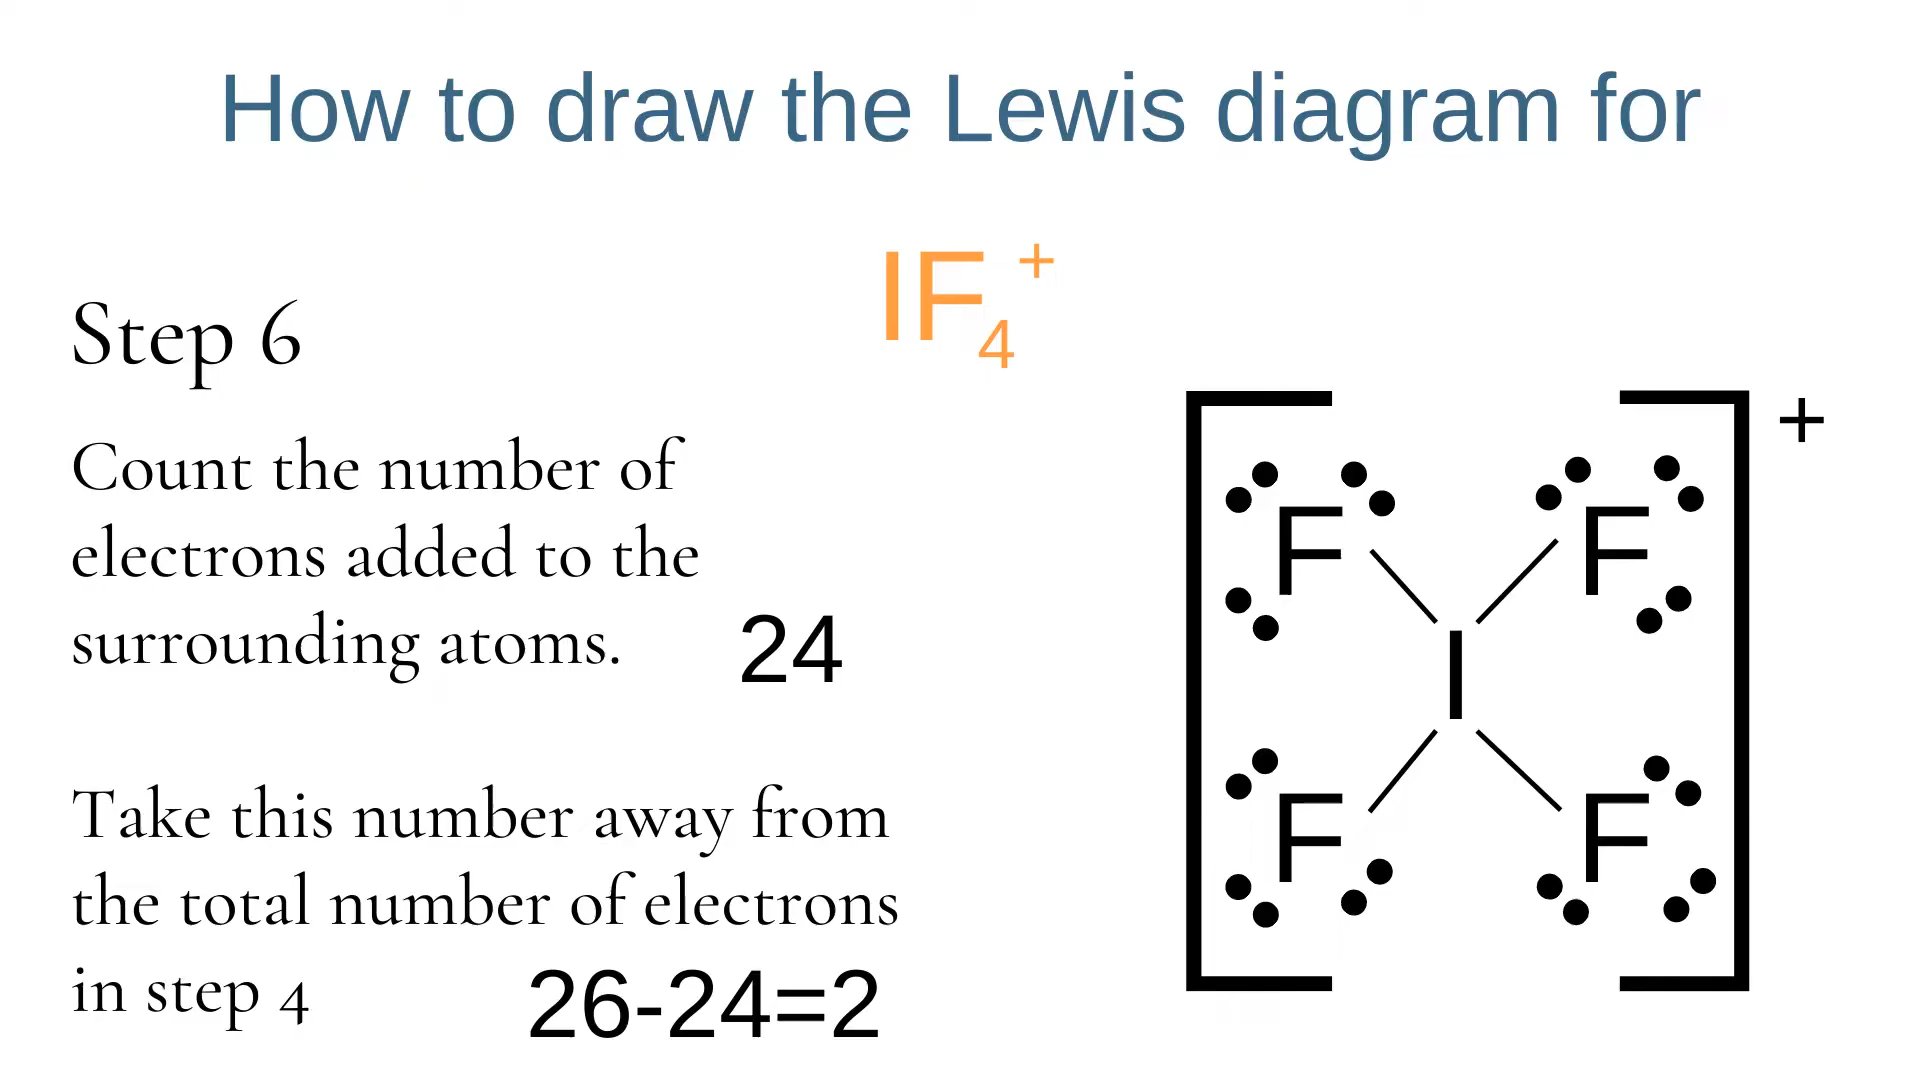 How to draw the Lewis diagram for
IF₄⁺
Step 6
Count the number of
electrons added to the
surrounding atoms. 24
Take this number away from
the total number of electrons
in step 4 26-24=2
+
F F
I
F F